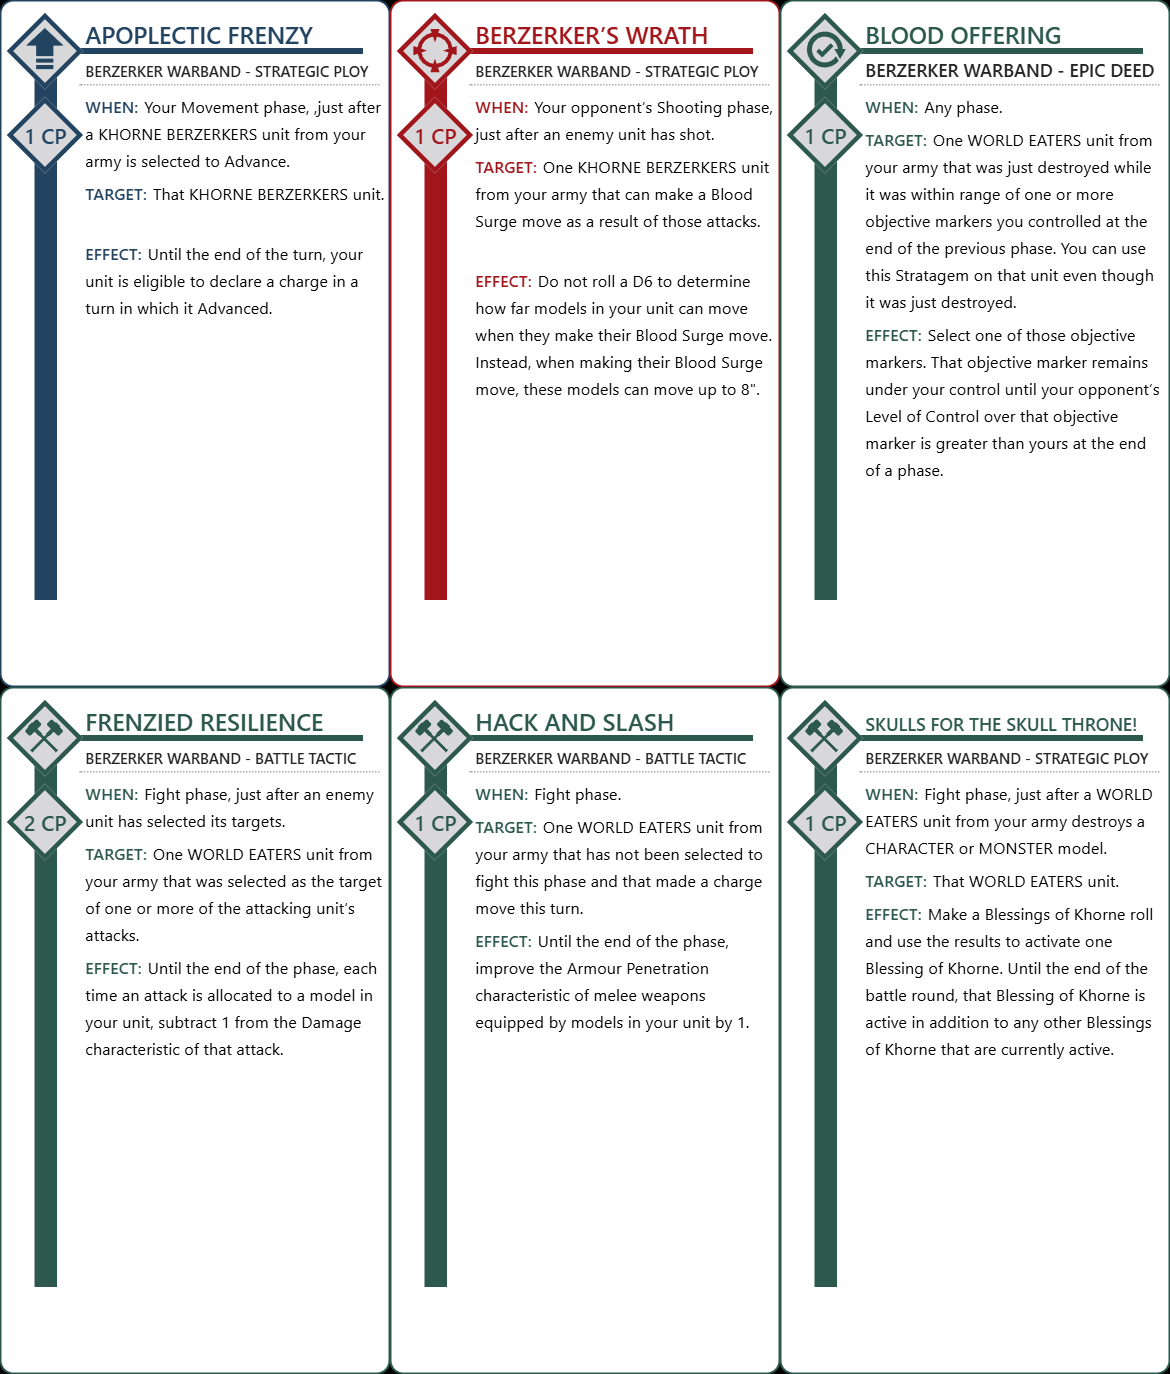 APOPLECTIC FRENZY
BERZERKER WARBAND - STRATEGIC PLOY
1 CP
WHEN: Your Movement phase, ,just after
a KHORNE BERZERKERS unit from your
army is selected to Advance.
TARGET: That KHORNE BERZERKERS unit.
EFFECT: Until the end of the turn, your
unit is eligible to declare a charge in a
turn in which it Advanced.
BERZERKER’S WRATH
BERZERKER WARBAND - STRATEGIC PLOY
1 CP
WHEN: Your opponent’s Shooting phase,
just after an enemy unit has shot.
TARGET: One KHORNE BERZERKERS unit
from your army that can make a Blood
Surge move as a result of those attacks.
EFFECT: Do not roll a D6 to determine
how far models in your unit can move
when they make their Blood Surge move.
Instead, when making their Blood Surge
move, these models can move up to 8".
BLOOD OFFERING
BERZERKER WARBAND - EPIC DEED
1 CP
WHEN: Any phase.
TARGET: One WORLD EATERS unit from
your army that was just destroyed while
it was within range of one or more
objective markers you controlled at the
end of the previous phase. You can use
this Stratagem on that unit even though
it was just destroyed.
EFFECT: Select one of those objective
markers. That objective marker remains
under your control until your opponent’s
Level of Control over that objective
marker is greater than yours at the end
of a phase.
FRENZIED RESILIENCE
BERZERKER WARBAND - BATTLE TACTIC
2 CP
WHEN: Fight phase, just after an enemy
unit has selected its targets.
TARGET: One WORLD EATERS unit from
your army that was selected as the target
of one or more of the attacking unit’s
attacks.
EFFECT: Until the end of the phase, each
time an attack is allocated to a model in
your unit, subtract 1 from the Damage
characteristic of that attack.
HACK AND SLASH
BERZERKER WARBAND - BATTLE TACTIC
1 CP
WHEN: Fight phase.
TARGET: One WORLD EATERS unit from
your army that has not been selected to
fight this phase and that made a charge
move this turn.
EFFECT: Until the end of the phase,
improve the Armour Penetration
characteristic of melee weapons
equipped by models in your unit by 1.
SKULLS FOR THE SKULL THRONE!
BERZERKER WARBAND - STRATEGIC PLOY
1 CP
WHEN: Fight phase, just after a WORLD
EATERS unit from your army destroys a
CHARACTER or MONSTER model.
TARGET: That WORLD EATERS unit.
EFFECT: Make a Blessings of Khorne roll
and use the results to activate one
Blessing of Khorne. Until the end of the
battle round, that Blessing of Khorne is
active in addition to any other Blessings
of Khorne that are currently active.